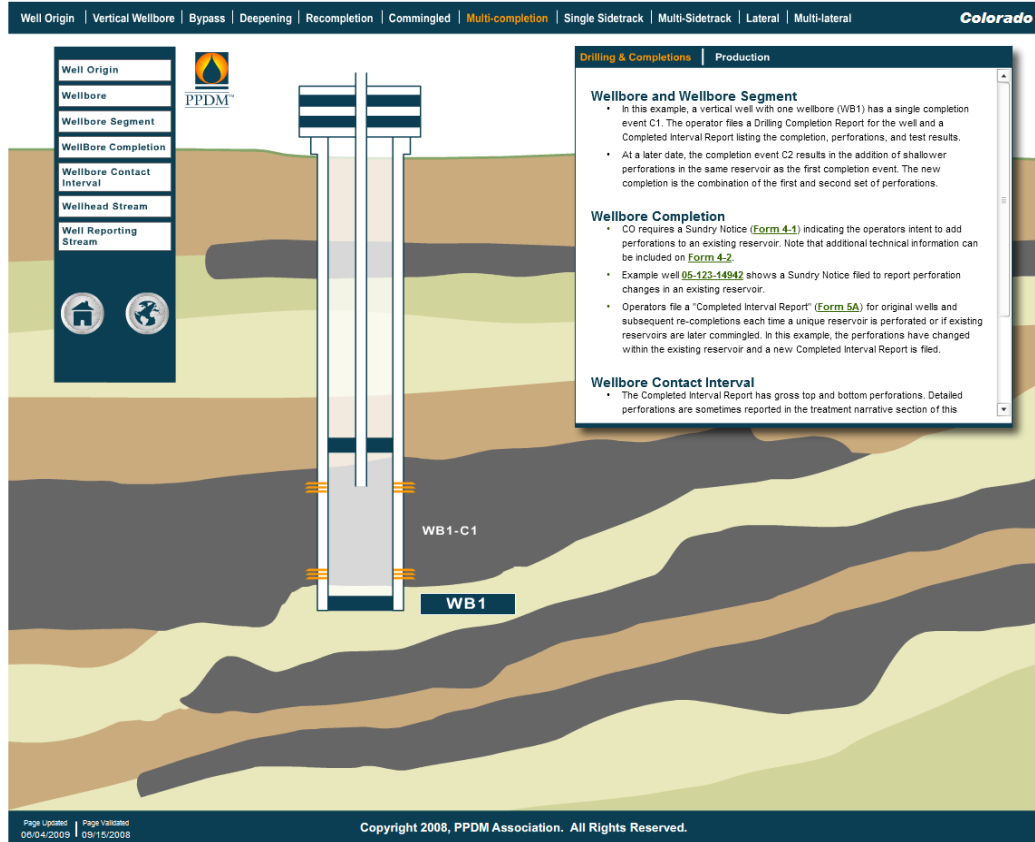 Well Origin | Vertical Wellbore | Bypass | Deepening | Recompletion | Commingled | Multi-completion | Single Sidetrack | Multi-Sidetrack | Lateral | Multi-lateral
Colorado
Well Origin
Wellbore
Wellbore Segment
WellBore Completion
Wellbore Contact
Interval
Wellhead Stream
Well Reporting
Stream
PPDM™
Drilling & Completions | Production
Wellbore and Wellbore Segment
• In this example, a vertical well with one wellbore (WB1) has a single completion
event C1. The operator files a Drilling Completion Report for the well and a
Completed Interval Report listing the completion, perforations, and test results.
• At a later date, the completion event C2 results in the addition of shallower
perforations in the same reservoir as the first completion event. The new
completion is the combination of the first and second set of perforations.
Wellbore Completion
• CO requires a Sundry Notice (Form 4-1) indicating the operators intent to add
perforations to an existing reservoir. Note that additional technical information can
be included on Form 4-2.
• Example well 05-123-14942 shows a Sundry Notice filed to report perforation
changes in an existing reservoir.
• Operators file a "Completed Interval Report" (Form 5A) for original wells and
subsequent re-completions each time a unique reservoir is perforated or if existing
reservoirs are later commingled. In this example, the perforations have changed
within the existing reservoir and a new Completed Interval Report is filed.
Wellbore Contact Interval
• The Completed Interval Report has gross top and bottom perforations. Detailed
perforations are sometimes reported in the treatment narrative section of this
WB1-C1
WB1
Page Updated | Page Validated
06/04/2009 | 09/15/2008
Copyright 2008, PPDM Association. All Rights Reserved.